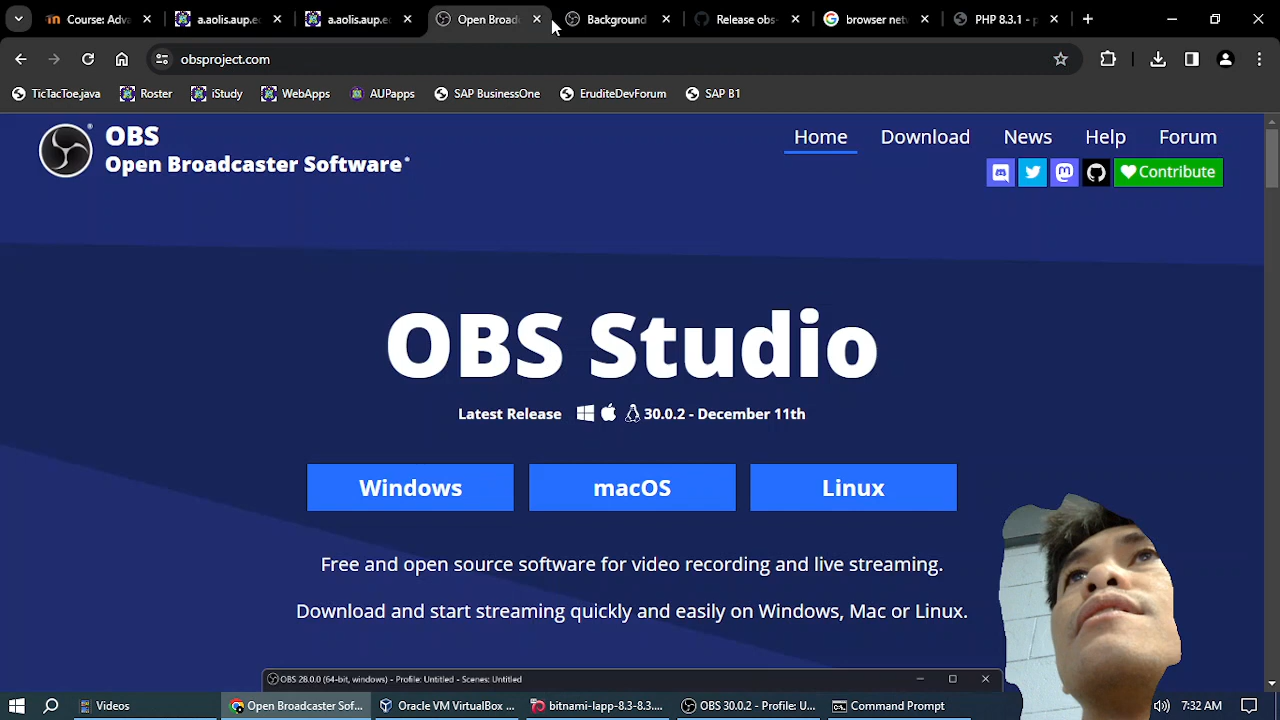 Course: Adva
a.aolis.aup.ec
a.aolis.aup.ec
Open Broad
Background
Release obs-
browser net
PHP 8.3.1 - p
obsproject.com
TicTacToe.java
Roster
iStudy
WebApps
AUPapps
SAP BusinessOne
EruditeDevForum
SAP B1
OBS
Open Broadcaster Software
Home
Download
News
Help
Forum
Contribute
OBS Studio
Latest Release 30.0.2 - December 11th
Windows
macOS
Linux
Free and open source software for video recording and live streaming.
Download and start streaming quickly and easily on Windows, Mac or Linux.
OBS 28.0.0 (64-bit, windows) - Profile: Untitled - Scenes: Untitled
Videos
Open Broadcaster Sof...
Oracle VM VirtualBox ...
bitnami-lapp-8.3-8.3...
OBS 30.0.2 - Profile: U...
Command Prompt
7:32 AM